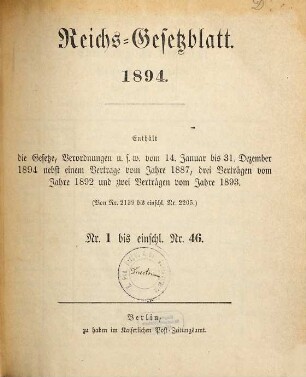 Reichs-Gesetzblatt.
1894.
Enthält
die Gesetze, Verordnungen u. s. w. vom 14. Januar bis 31. Dezember
1894 nebst einem Vertrage vom Jahre 1887, drei Verträgen vom
Jahre 1892 und zwei Verträgen vom Jahre 1893.
(Von Nr. 2139 bis einschl. Nr. 2205.)
Nr. 1 bis einschl. Nr. 46.
Berlin,
zu haben im Kaiserlichen Post-Zeitungsamt.